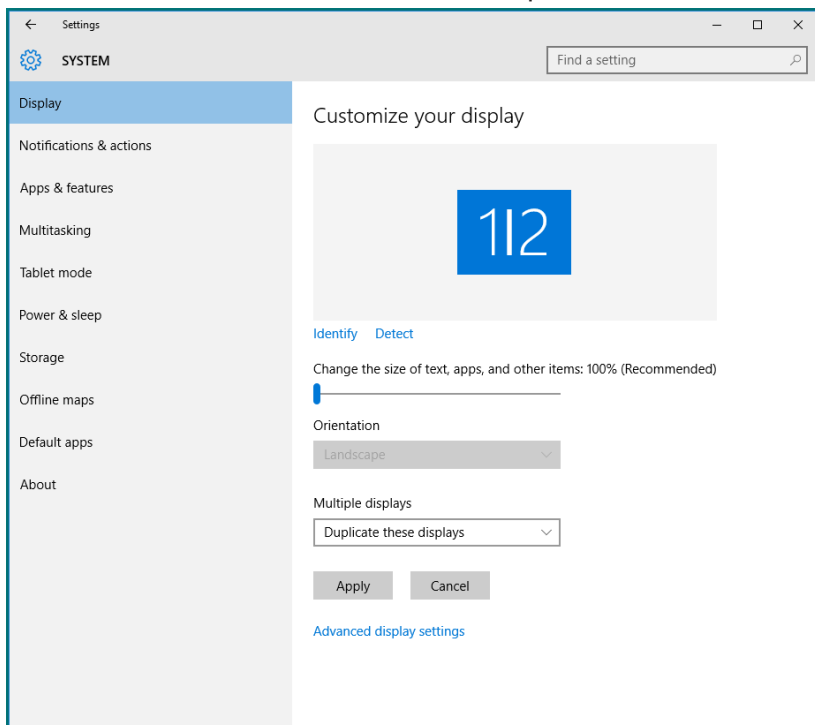 Settings
SYSTEM
Find a setting
Display
Notifications & actions
Apps & features
Multitasking
Tablet mode
Power & sleep
Storage
Offline maps
Default apps
About
Customize your display
1|2
Identify Detect
Change the size of text, apps, and other items: 100% (Recommended)
Orientation
Landscape
Multiple displays
Duplicate these displays
Apply Cancel
Advanced display settings